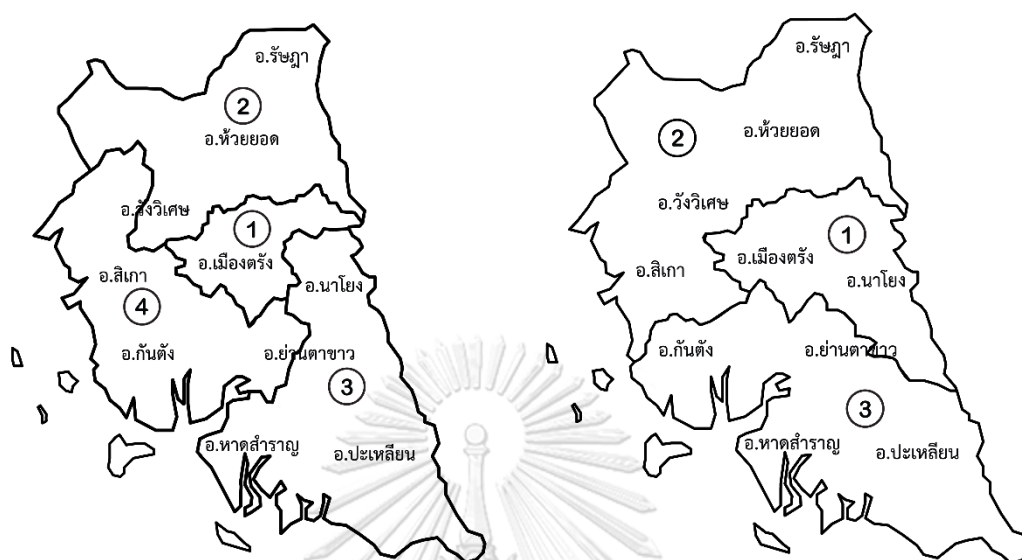 อ.รัษฎา
2
อ.ห้วยยอด
อ.วังวิเศษ
1
อ.เมืองตรัง
อ.สิเกา
อ.นาโยง
4
อ.กันตัง
อ.ย่านตาขาว
3
อ.หาดสำราญ
อ.ปะเหลียน
อ.รัษฎา
2
อ.ห้วยยอด
อ.วังวิเศษ
1
อ.เมืองตรัง
อ.สิเกา
อ.นาโยง
อ.กันตัง
อ.ย่านตาขาว
3
อ.หาดสำราญ
อ.ปะเหลียน